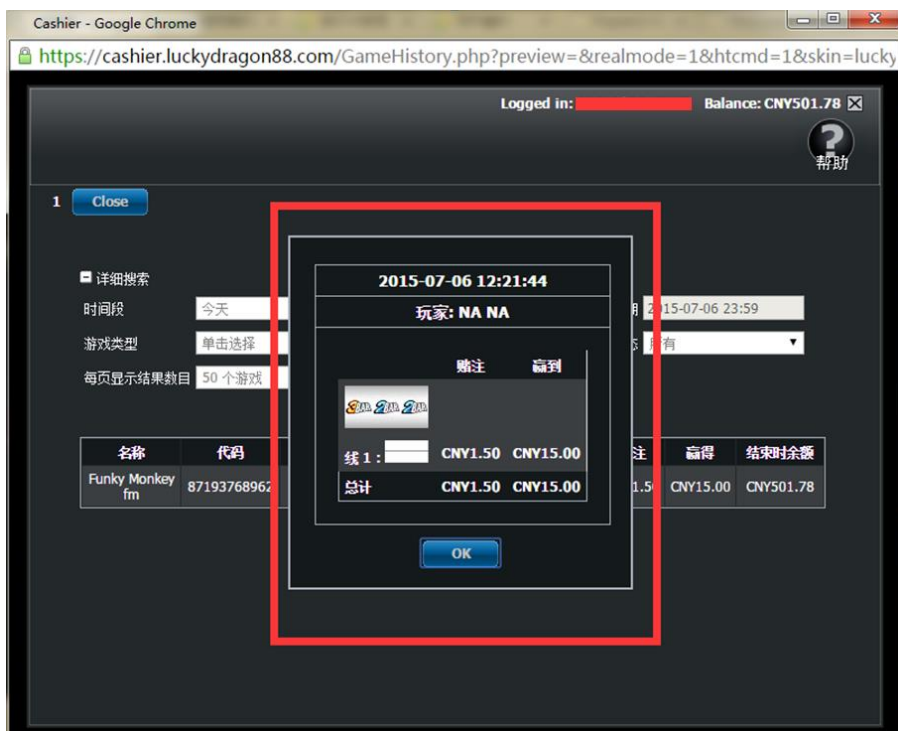 Cashier - Google Chrome
https://cashier.luckydragon88.com/GameHistory.php?preview=&realmode=1&htcmd=1&skin=lucky
Logged in: Balance: CNY501.78
帮助
1 Close
详细搜索
时间段 今天 2015-07-06 23:59
游戏类型 单击选择 所有
每页显示结果数目 50 个游戏
2015-07-06 12:21:44
玩家: NA NA
赌注 赢到
线 1 : CNY1.50 CNY15.00
总计 CNY1.50 CNY15.00
OK
名称 代码 注 赢得 结束时余额
Funky Monkey
fm 87193768962 1.50 CNY15.00 CNY501.78